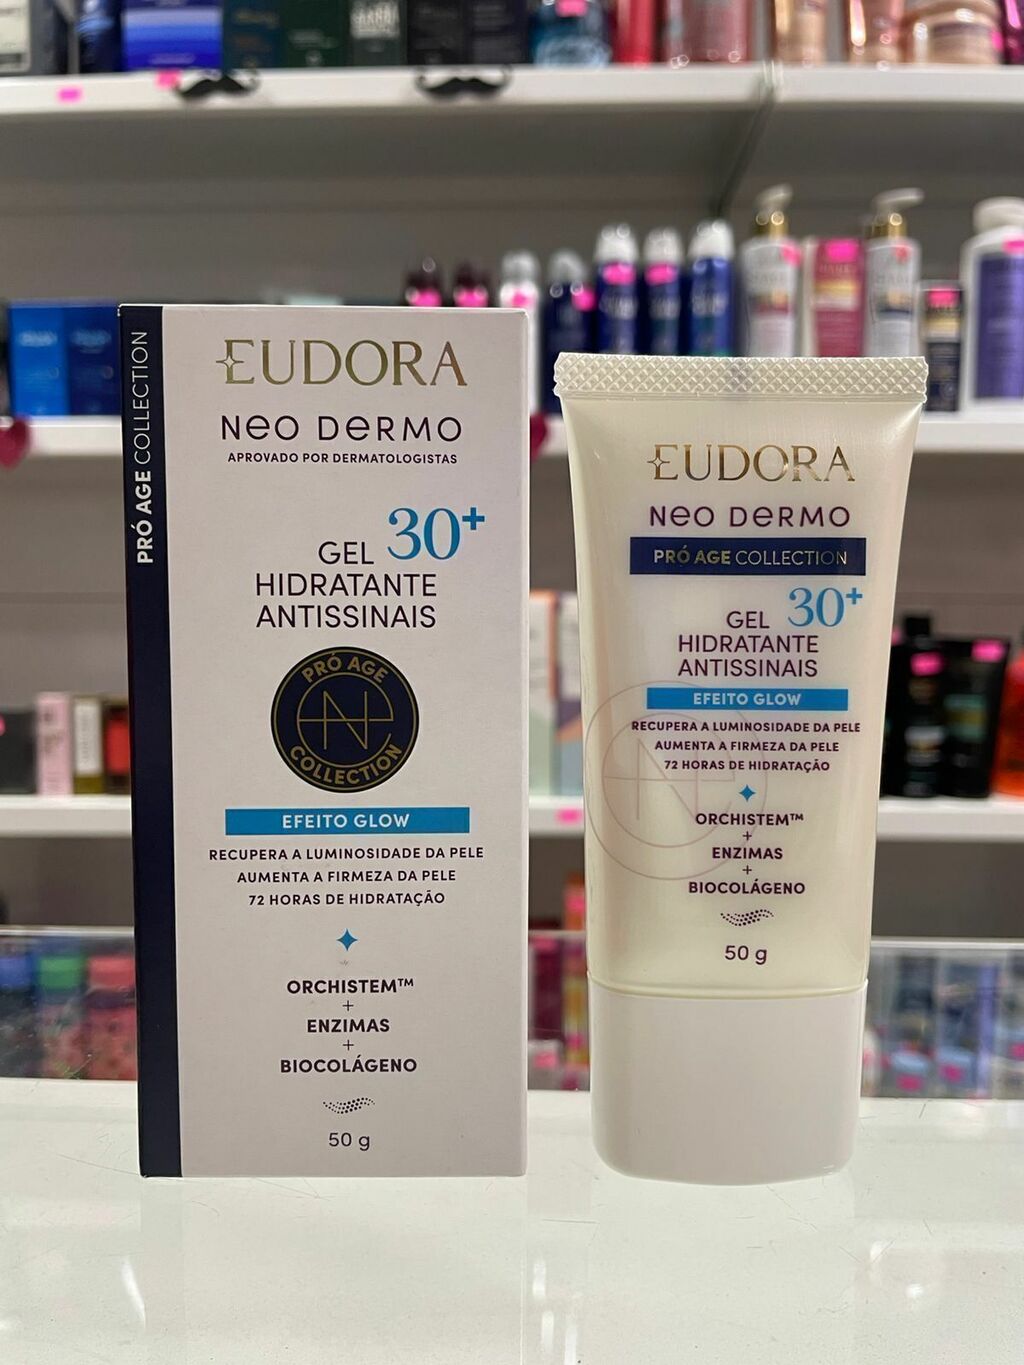 PRÓ AGE COLLECTION
EUDORA
NEO DERMO
APROVADO POR DERMATOLOGISTAS
30+
GEL
HIDRATANTE
ANTISSINAIS
PRÓ AGE
COLLECTION
EFEITO GLOW
RECUPERA A LUMINOSIDADE DA PELE
AUMENTA A FIRMEZA DA PELE
72 HORAS DE HIDRATAÇÃO
ORCHISTEM™
+
ENZIMAS
+
BIOCOLÁGENO
50 g
EUDORA
NEO DERMO
PRÓ AGE COLLECTION
30+
GEL
HIDRATANTE
ANTISSINAIS
EFEITO GLOW
RECUPERA A LUMINOSIDADE DA PELE
AUMENTA A FIRMEZA DA PELE
72 HORAS DE HIDRATAÇÃO
ORCHISTEM™
+
ENZIMAS
+
BIOCOLÁGENO
50 g